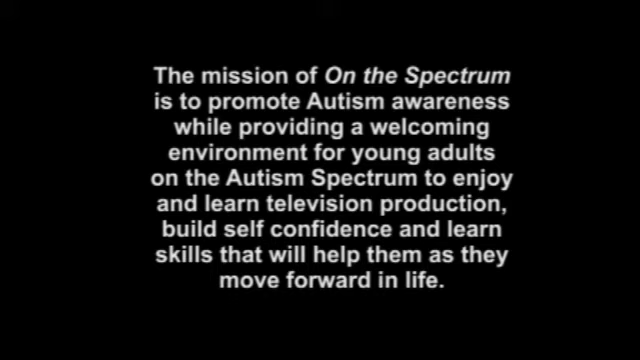 The mission of On the Spectrum
is to promote Autism awareness
while providing a welcoming
environment for young adults
on the Autism Spectrum to enjoy
and learn television production,
build self confidence and learn
skills that will help them as they
move forward in life.